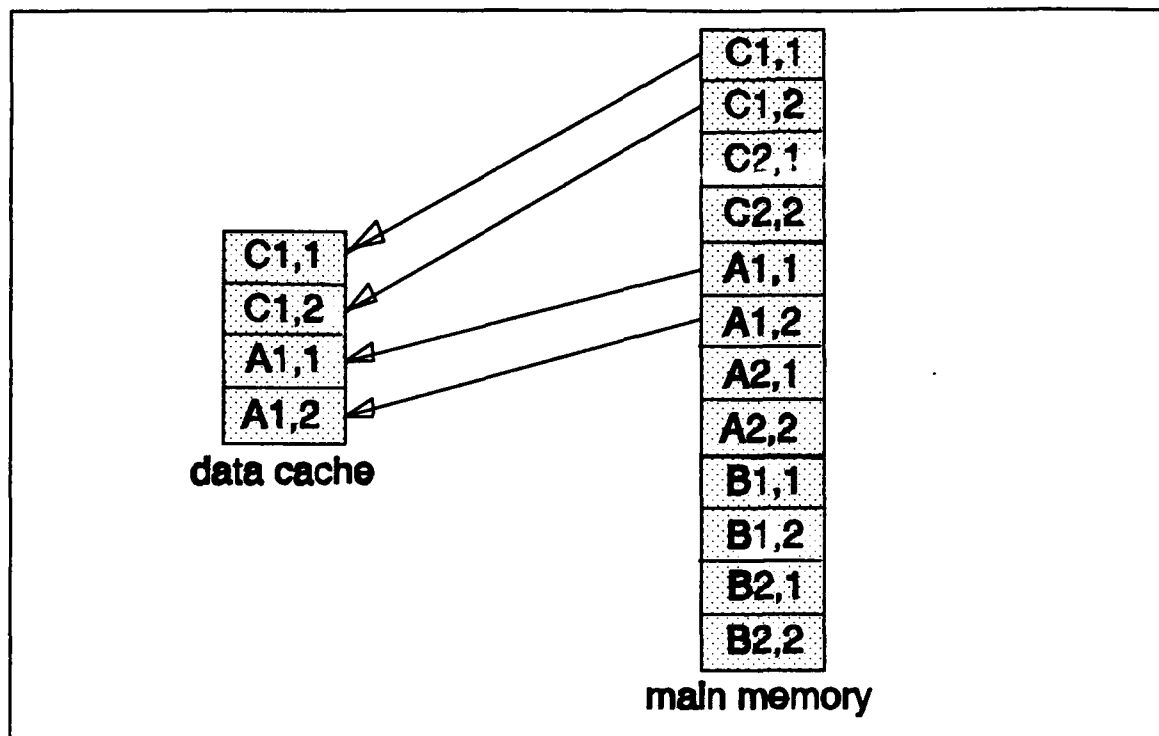 C1,1
C1,2
A1,1
A1,2
data cache
C1,1
C1,2
C2,1
C2,2
A1,1
A1,2
A2,1
A2,2
B1,1
B1,2
B2,1
B2,2
main memory